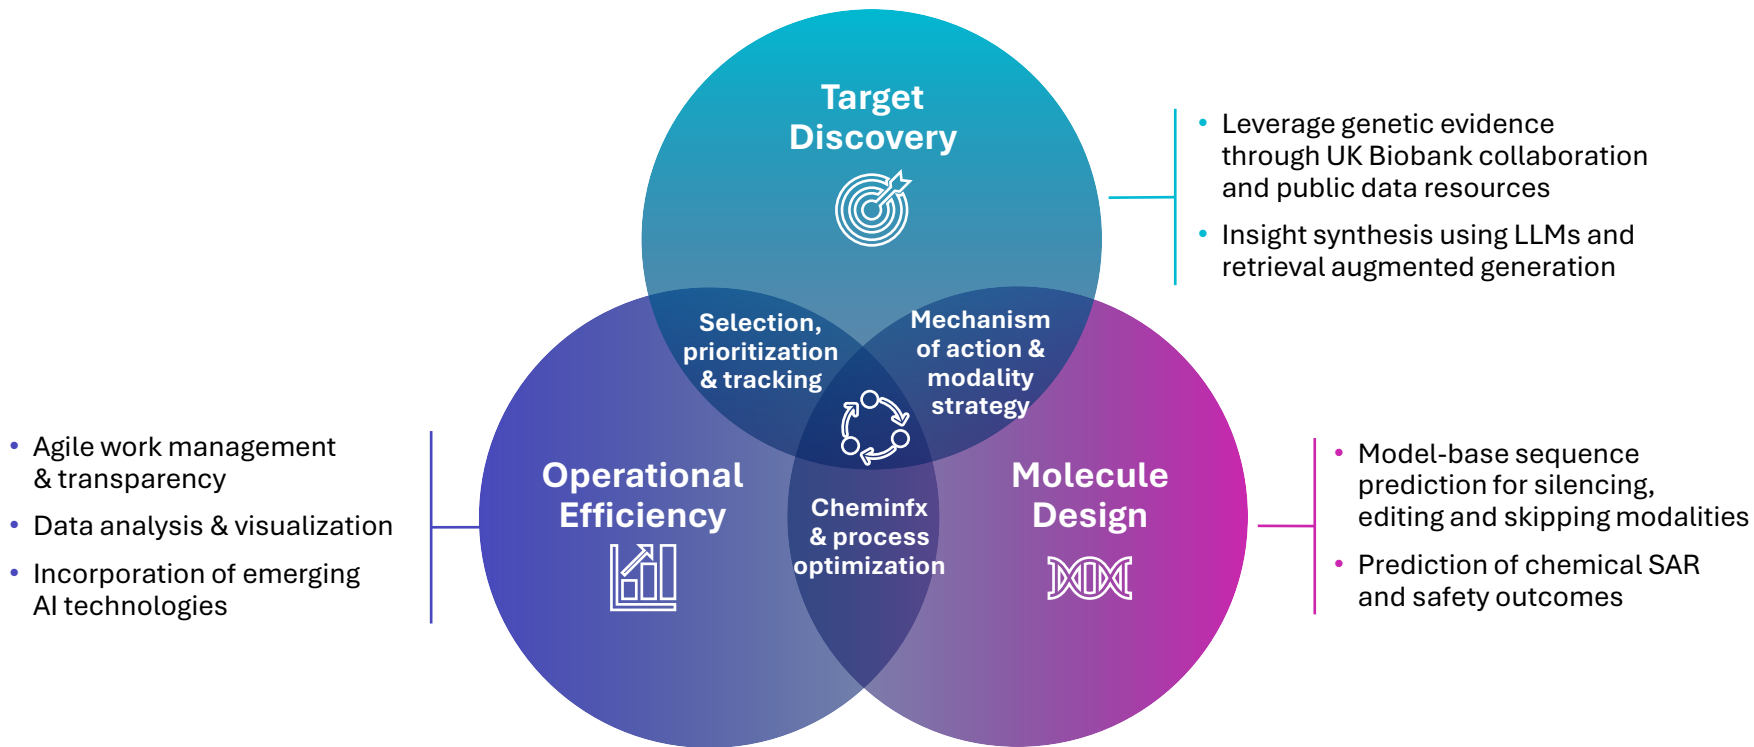 Target
Discovery
• Leverage genetic evidence
through UK Biobank collaboration
and public data resources
• Insight synthesis using LLMs and
retrieval augmented generation
Selection,
prioritization
& tracking
Mechanism
of action &
modality
strategy
Operational
Efficiency
• Agile work management
& transparency
• Data analysis & visualization
• Incorporation of emerging
AI technologies
Cheminfx
& process
optimization
Molecule
Design
• Model-base sequence
prediction for silencing,
editing and skipping modalities
• Prediction of chemical SAR
and safety outcomes